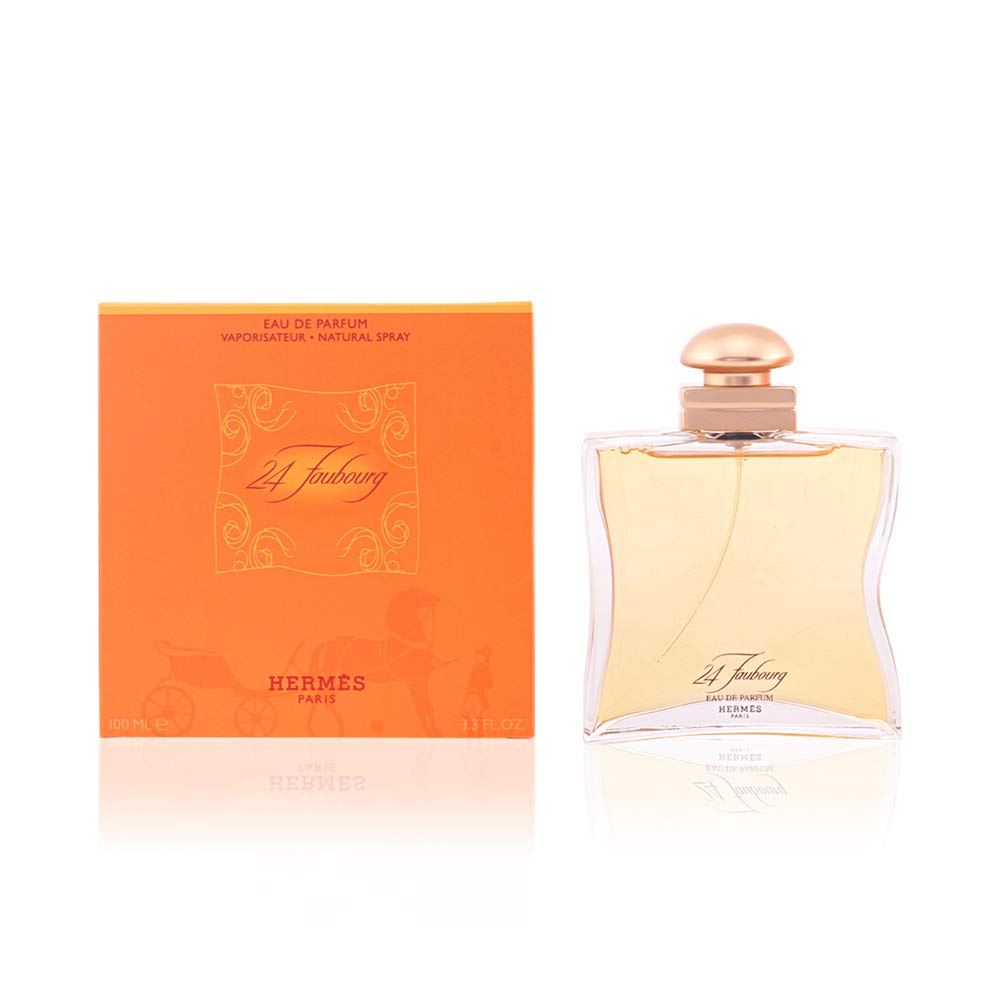 EAU DE PARFUM
VAPORISATEUR • NATURAL SPRAY
24 Faubourg
HERMÈS
PARIS
100 ML ℮
3.3 FL.OZ.
24 Faubourg
EAU DE PARFUM
HERMÈS
PARIS